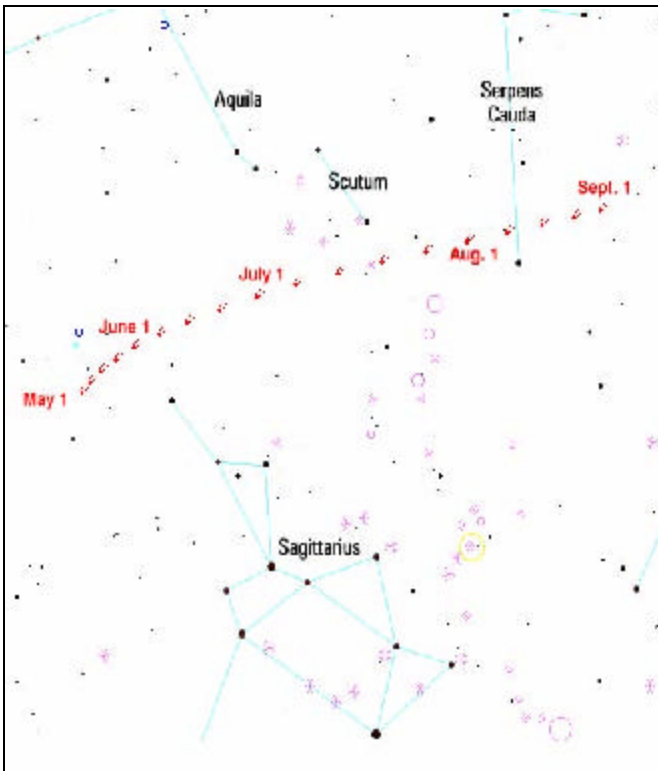 Aquila
Serpens
Cauda
Scutum
Sept. 1
Aug. 1
July 1
June 1
May 1
Sagittarius